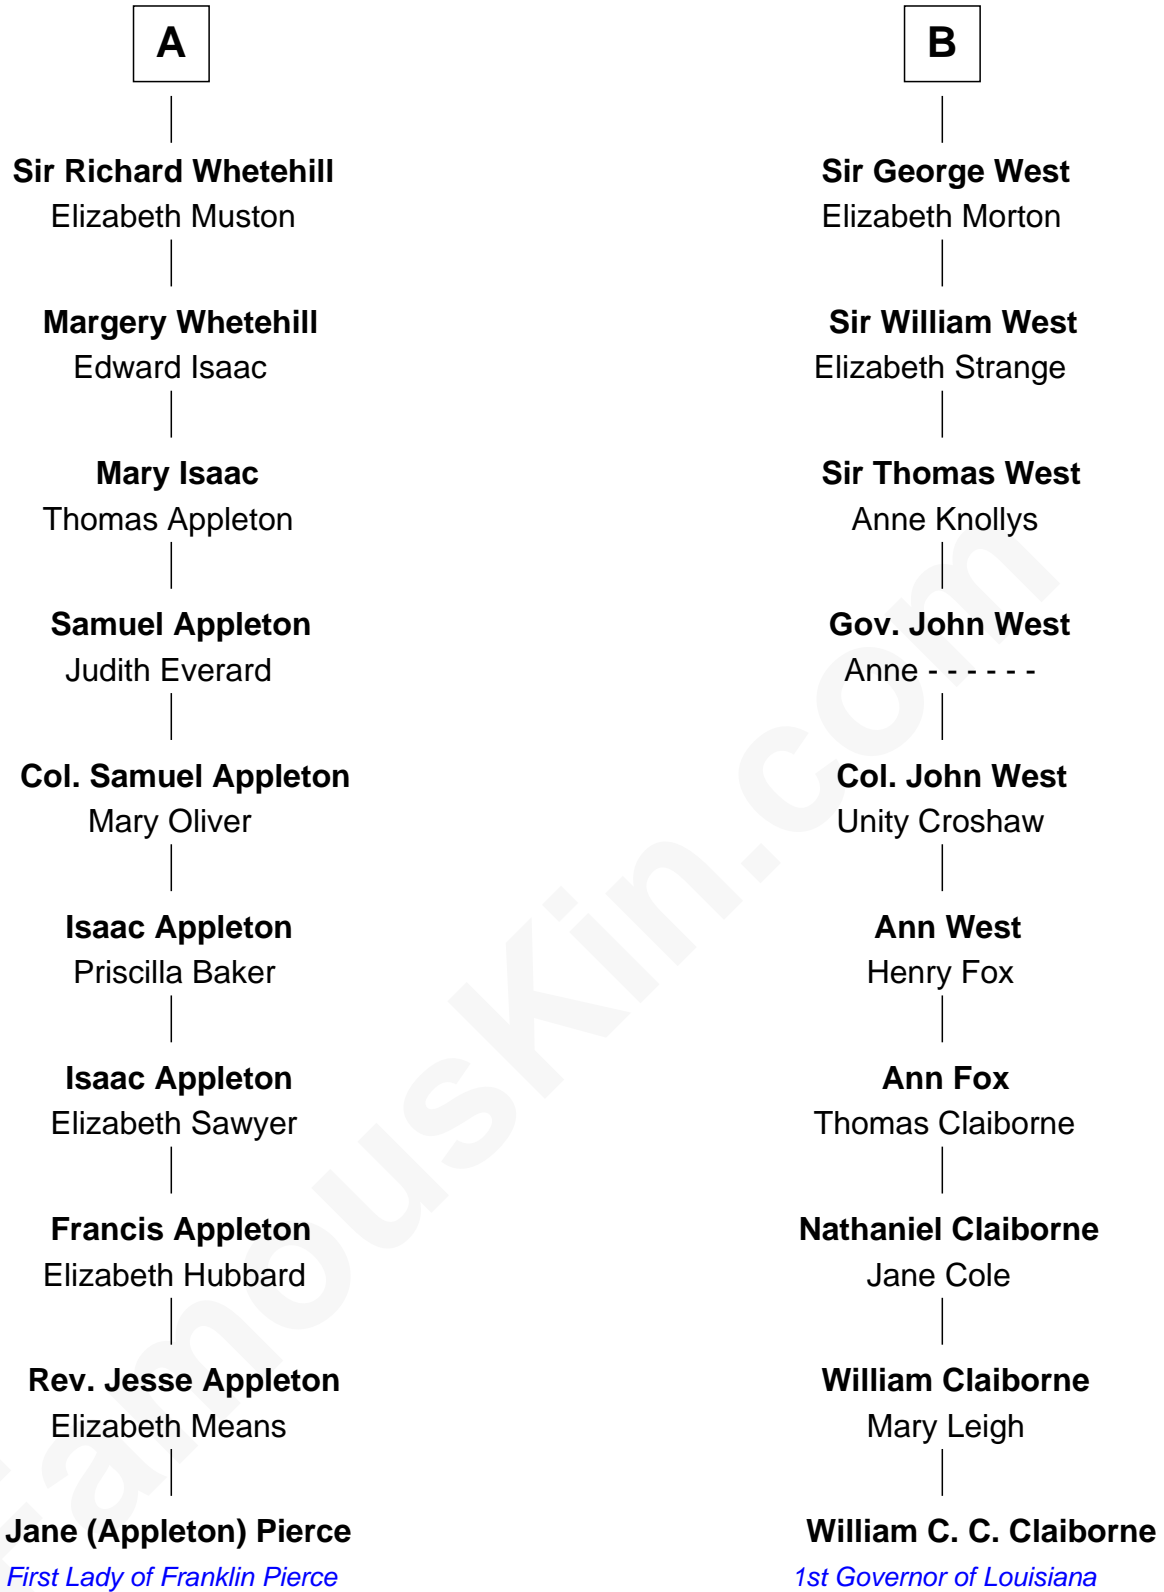 A
Sir Richard Whetehill
Elizabeth Muston
Margery Whetehill
Edward Isaac
Mary Isaac
Thomas Appleton
Samuel Appleton
Judith Everard
Col. Samuel Appleton
Mary Oliver
Isaac Appleton
Priscilla Baker
Isaac Appleton
Elizabeth Sawyer
Francis Appleton
Elizabeth Hubbard
Rev. Jesse Appleton
Elizabeth Means
Jane (Appleton) Pierce
First Lady of Franklin Pierce
B
Sir George West
Elizabeth Morton
Sir William West
Elizabeth Strange
Sir Thomas West
Anne Knollys
Gov. John West
Anne - - - - - -
Col. John West
Unity Croshaw
Ann West
Henry Fox
Ann Fox
Thomas Claiborne
Nathaniel Claiborne
Jane Cole
William Claiborne
Mary Leigh
William C. C. Claiborne
1st Governor of Louisiana
FamousKin.com